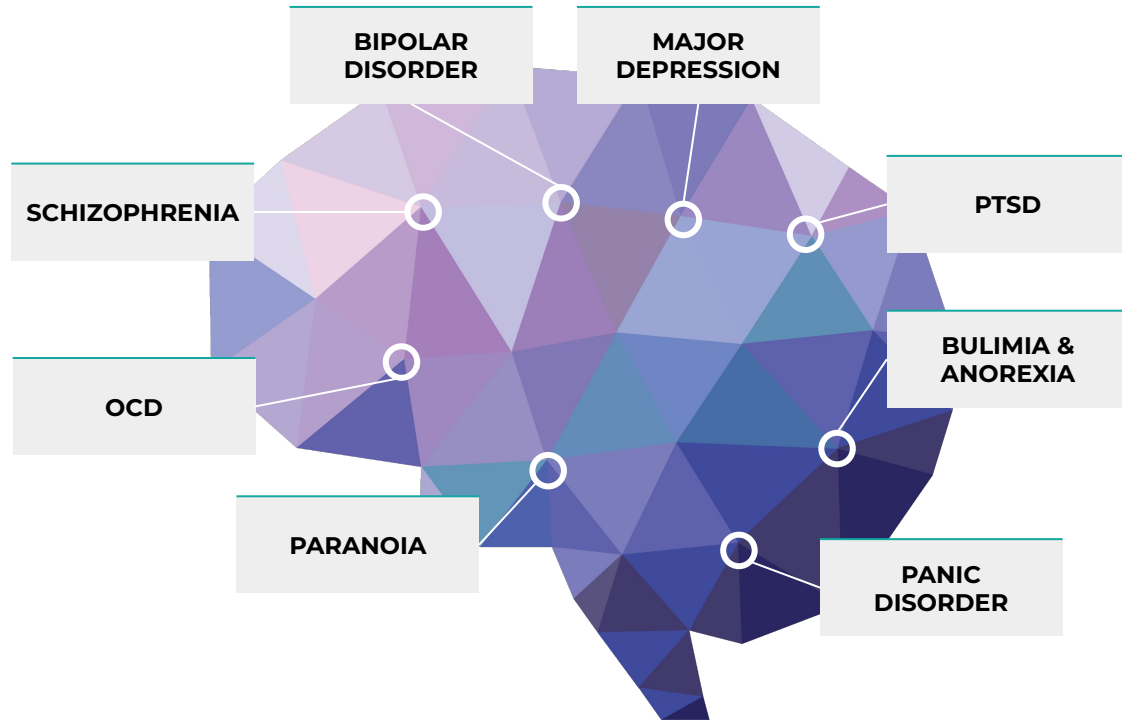 BIPOLAR
DISORDER
MAJOR
DEPRESSION
SCHIZOPHRENIA
PTSD
BULIMIA &
ANOREXIA
OCD
PARANOIA
PANIC
DISORDER